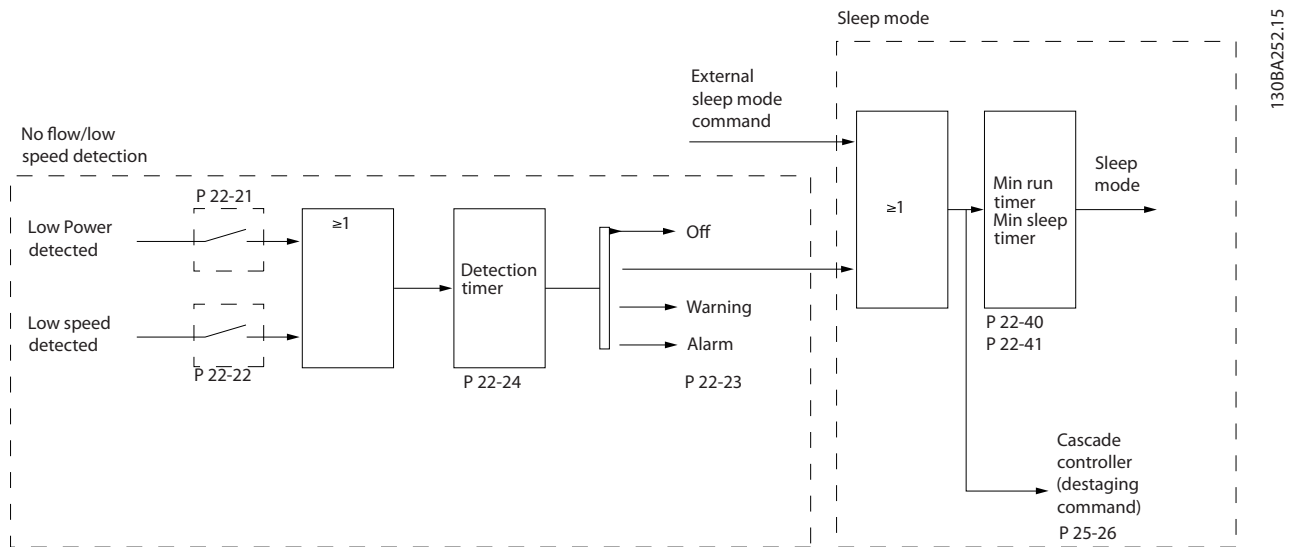 Sleep mode
130BA252.15
External
sleep mode
command
No flow/low
speed detection
P 22-21
Low Power
detected
≥1
Low speed
detected
P 22-22
Detection
timer
P 22-24
Off
Warning
Alarm
P 22-23
≥1
Min run
timer
Min sleep
timer
P 22-40
P 22-41
Sleep
mode
Cascade
controller
(destaging
command)
P 25-26